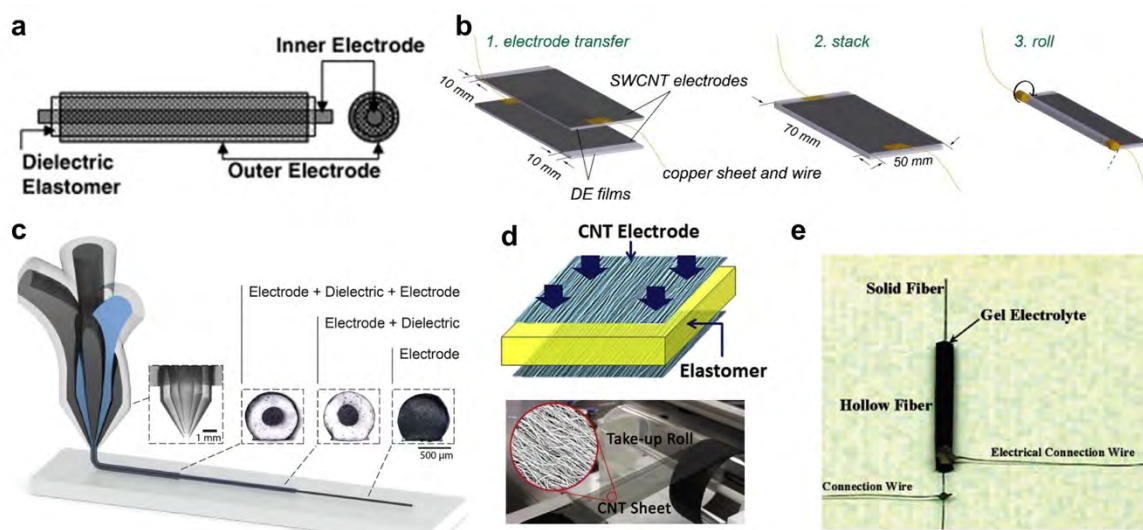 a
Inner Electrode
Dielectric
Elastomer
Outer Electrode
b
1. electrode transfer
2. stack
3. roll
10 mm
SWCNT electrodes
10 mm
DE films
copper sheet and wire
70 mm
50 mm
c
Electrode + Dielectric + Electrode
Electrode + Dielectric
Electrode
1 mm
500 µm
d
CNT Electrode
Elastomer
Take-up Roll
CNT Sheet
e
Solid Fiber
Gel Electrolyte
Hollow Fiber
Electrical Connection Wire
Connection Wire